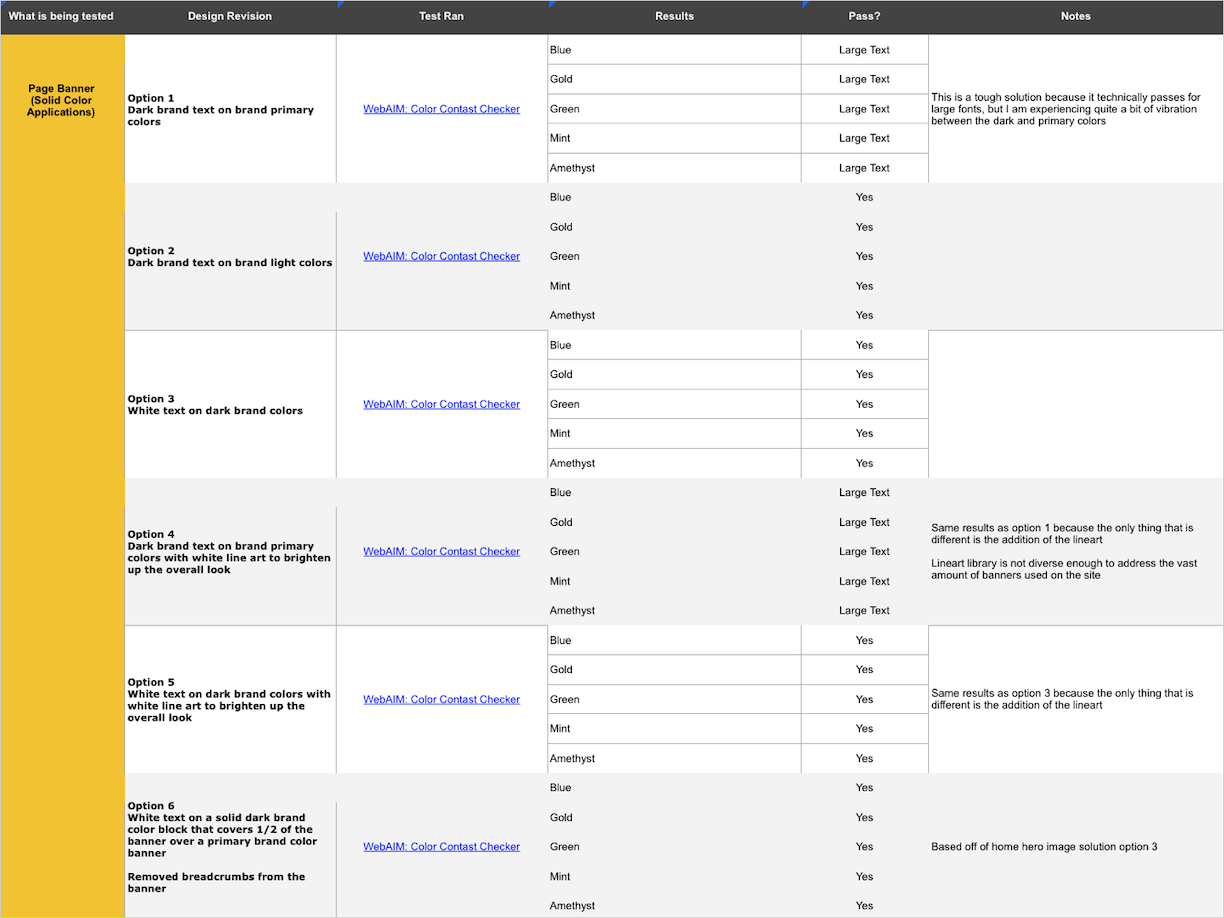 What is being tested
Design Revision
Test Ran
Results
Pass?
Notes
Page Banner
(Solid Color
Applications)
Option 1
Dark brand text on brand primary
colors
WebAIM: Color Contast Checker
Blue
Large Text
Gold
Large Text
Green
Large Text
Mint
Large Text
Amethyst
Large Text
This is a tough solution because it technically passes for
large fonts, but I am experiencing quite a bit of vibration
between the dark and primary colors
Option 2
Dark brand text on brand light colors
WebAIM: Color Contast Checker
Blue
Yes
Gold
Yes
Green
Yes
Mint
Yes
Amethyst
Yes
Option 3
White text on dark brand colors
WebAIM: Color Contast Checker
Blue
Yes
Gold
Yes
Green
Yes
Mint
Yes
Amethyst
Yes
Option 4
Dark brand text on brand primary
colors with white line art to brighten
up the overall look
WebAIM: Color Contast Checker
Blue
Large Text
Gold
Large Text
Green
Large Text
Mint
Large Text
Amethyst
Large Text
Same results as option 1 because the only thing that is
different is the addition of the lineart
Lineart library is not diverse enough to address the vast
amount of banners used on the site
Option 5
White text on dark brand colors with
white line art to brighten up the
overall look
WebAIM: Color Contast Checker
Blue
Yes
Gold
Yes
Green
Yes
Mint
Yes
Amethyst
Yes
Same results as option 3 because the only thing that is
different is the addition of the lineart
Option 6
White text on a solid dark brand
color block that covers 1/2 of the
banner over a primary brand color
banner
Removed breadcrumbs from the
banner
WebAIM: Color Contast Checker
Blue
Yes
Gold
Yes
Green
Yes
Mint
Yes
Amethyst
Yes
Based off of home hero image solution option 3